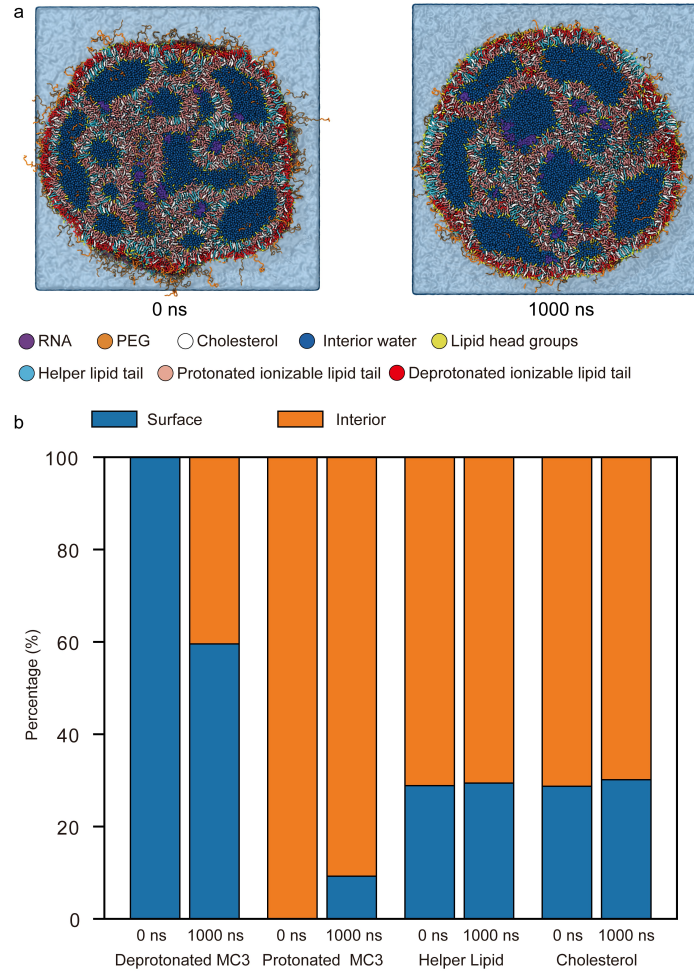 a
0 ns
1000 ns
RNA
PEG
Cholesterol
Interior water
Lipid head groups
Helper lipid tail
Protonated ionizable lipid tail
Deprotonated ionizable lipid tail
b
Surface
Interior
100
80
60
40
20
0
Percentage (%)
0 ns 1000 ns 0 ns 1000 ns 0 ns 1000 ns 0 ns 1000 ns
Deprotonated MC3 Protonated MC3 Helper Lipid Cholesterol